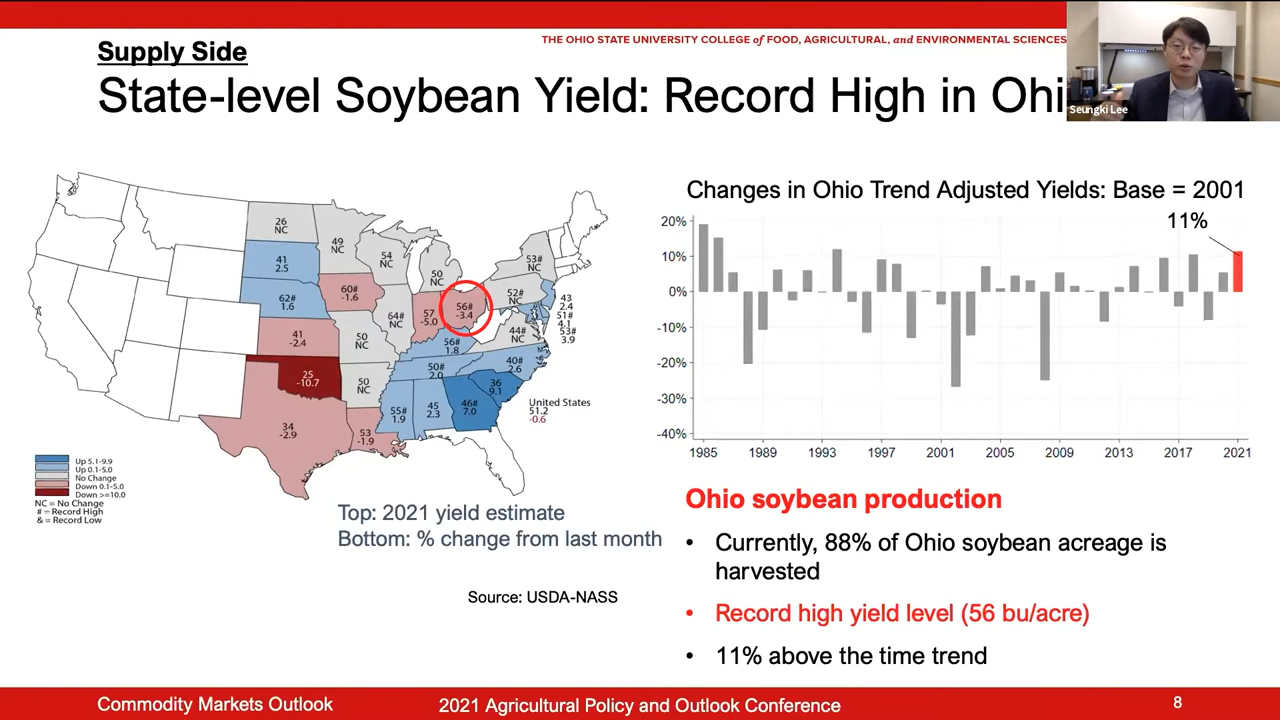 Supply Side
THE OHIO STATE UNIVERSITY COLLEGE of FOOD, AGRICULTURAL, and ENVIRONMENTAL SCIENCES
State-level Soybean Yield: Record High in Ohi
Seungki Lee
26
NC
49
NC
54
NC
50
NC
53#
NC
41
2.5
62#
1.6
60#
-1.6
64#
NC
57
-5.0
56#
-3.4
52#
NC
43
2.4
51#
4.1
53#
3.9
41
-2.4
50
NC
56#
1.8
44#
NC
25
-10.7
50
NC
50#
2.0
40#
2.6
36
9.1
34
-2.9
53
-1.9
55#
1.9
45
2.3
46#
7.0
United States
51.2
-0.6
Up 5.1-9.9
Up 0.1-5.0
No Change
Down 0.1-5.0
Down >=10.0
NC = No Change
# = Record High
& = Record Low
Top: 2021 yield estimate
Bottom: % change from last month
Source: USDA-NASS
Changes in Ohio Trend Adjusted Yields: Base = 2001
11%
20%
10%
0%
-10%
-20%
-30%
-40%
1985 1989 1993 1997 2001 2005 2009 2013 2017 2021
Ohio soybean production
• Currently, 88% of Ohio soybean acreage is
harvested
• Record high yield level (56 bu/acre)
• 11% above the time trend
Commodity Markets Outlook
2021 Agricultural Policy and Outlook Conference
8